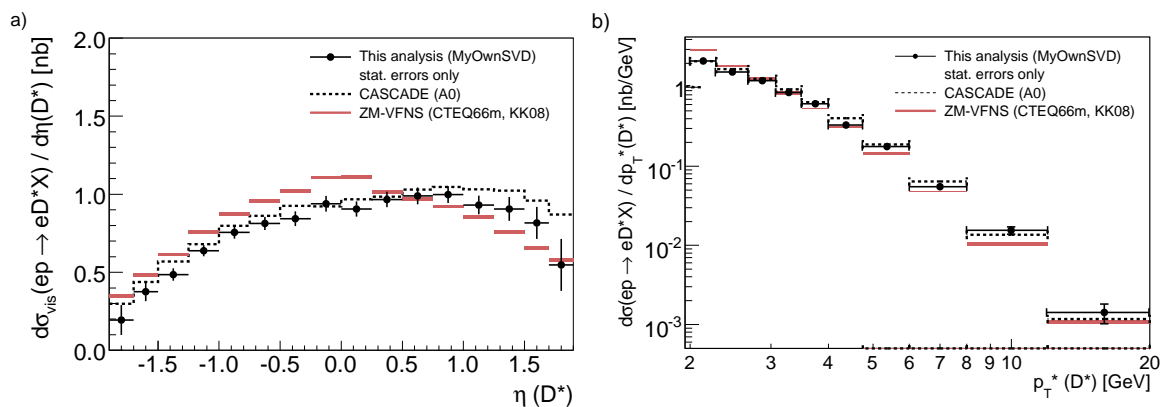 a)
dσvis(ep → eD*X) / dη(D*) [nb]
2.0
1.5
1.0
0.5
0.0
This analysis (MyOwnSVD)
stat. errors only
CASCADE (A0)
ZM-VFNS (CTEQ66m, KK08)
-1.5 -1.0 -0.5 0.0 0.5 1.0 1.5
η (D*)
b)
dσ(ep → eD*X) / dpT*(D*) [nb/GeV]
1
10-1
10-2
10-3
This analysis (MyOwnSVD)
stat. errors only
CASCADE (A0)
ZM-VFNS (CTEQ66m, KK08)
2 3 4 5 6 7 8 9 10 20
pT* (D*) [GeV]